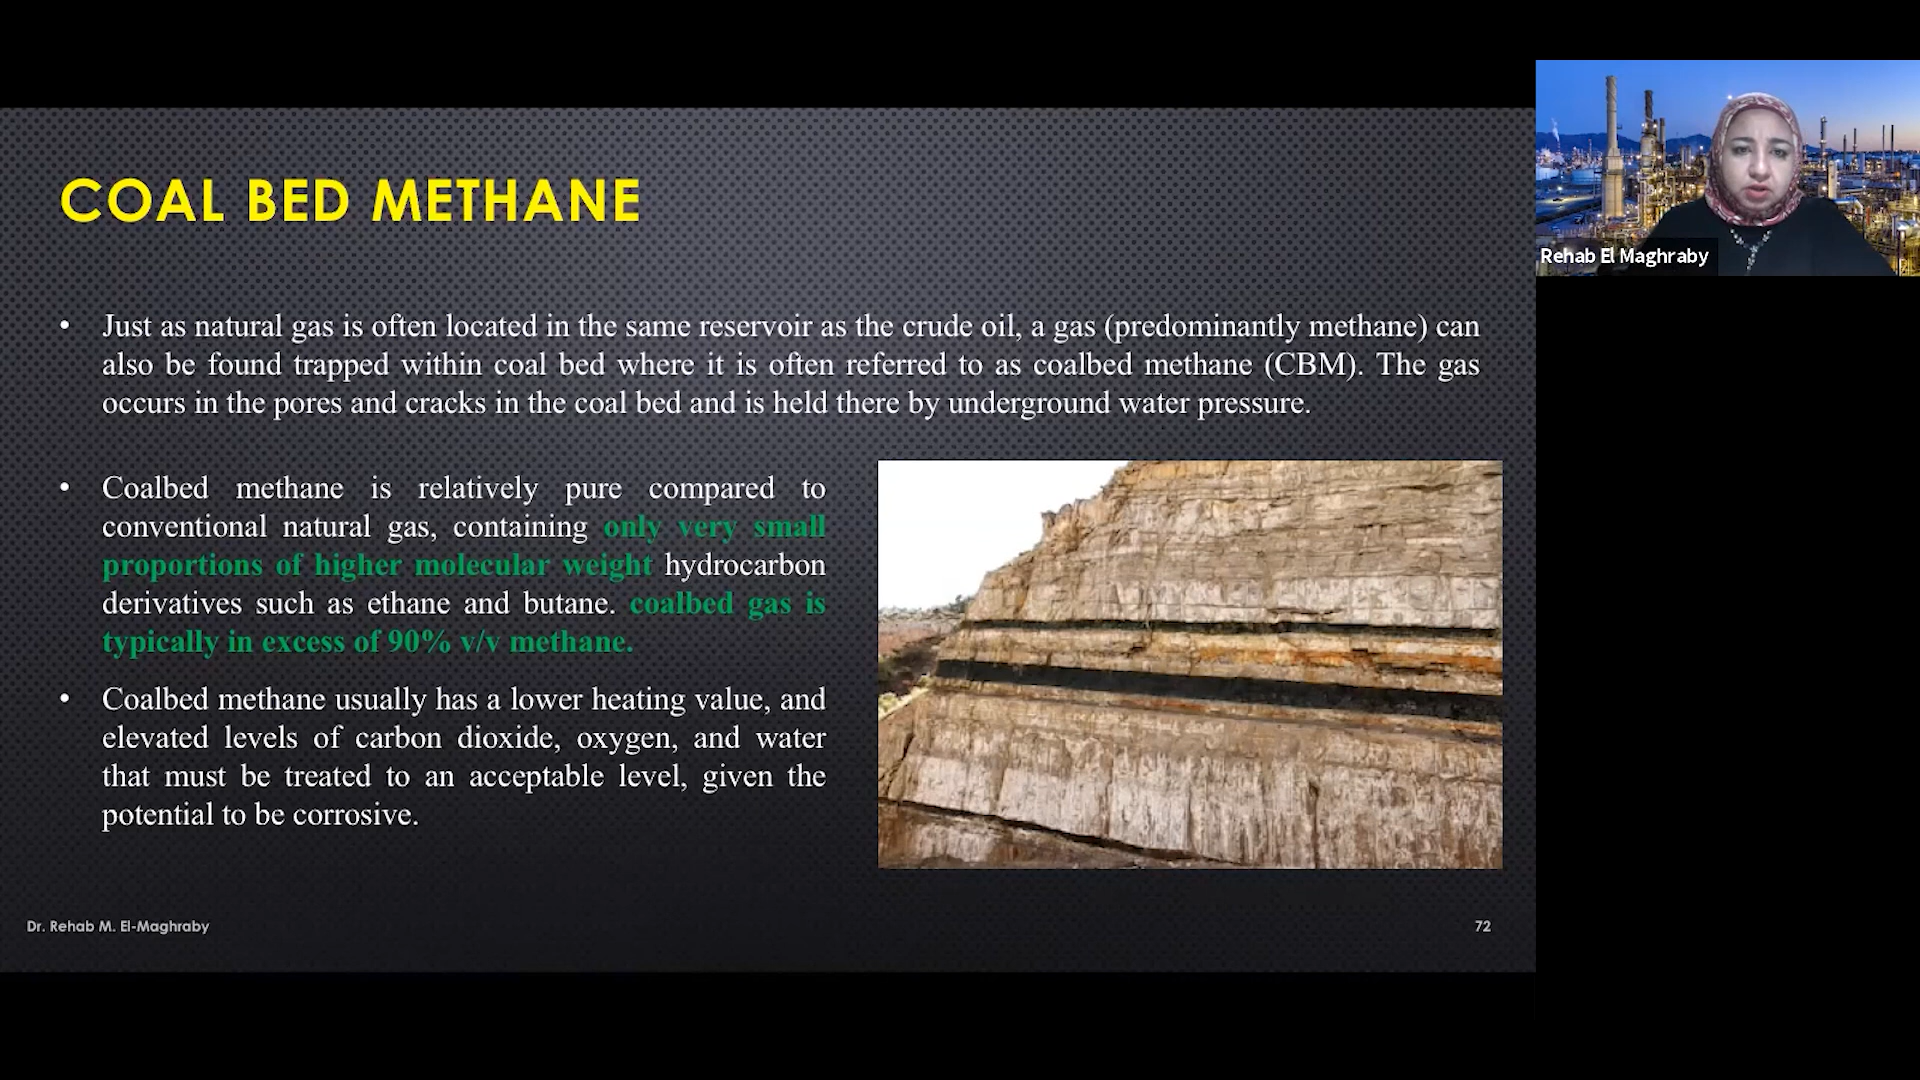 COAL BED METHANE
• Just as natural gas is often located in the same reservoir as the crude oil, a gas (predominantly methane) can
also be found trapped within coal bed where it is often referred to as coalbed methane (CBM). The gas
occurs in the pores and cracks in the coal bed and is held there by underground water pressure.
• Coalbed methane is relatively pure compared to
conventional natural gas, containing only very small
proportions of higher molecular weight hydrocarbon
derivatives such as ethane and butane. coalbed gas is
typically in excess of 90% v/v methane.
• Coalbed methane usually has a lower heating value, and
elevated levels of carbon dioxide, oxygen, and water
that must be treated to an acceptable level, given the
potential to be corrosive.
Dr. Rehab M. El-Maghraby
72
Rehab El Maghraby